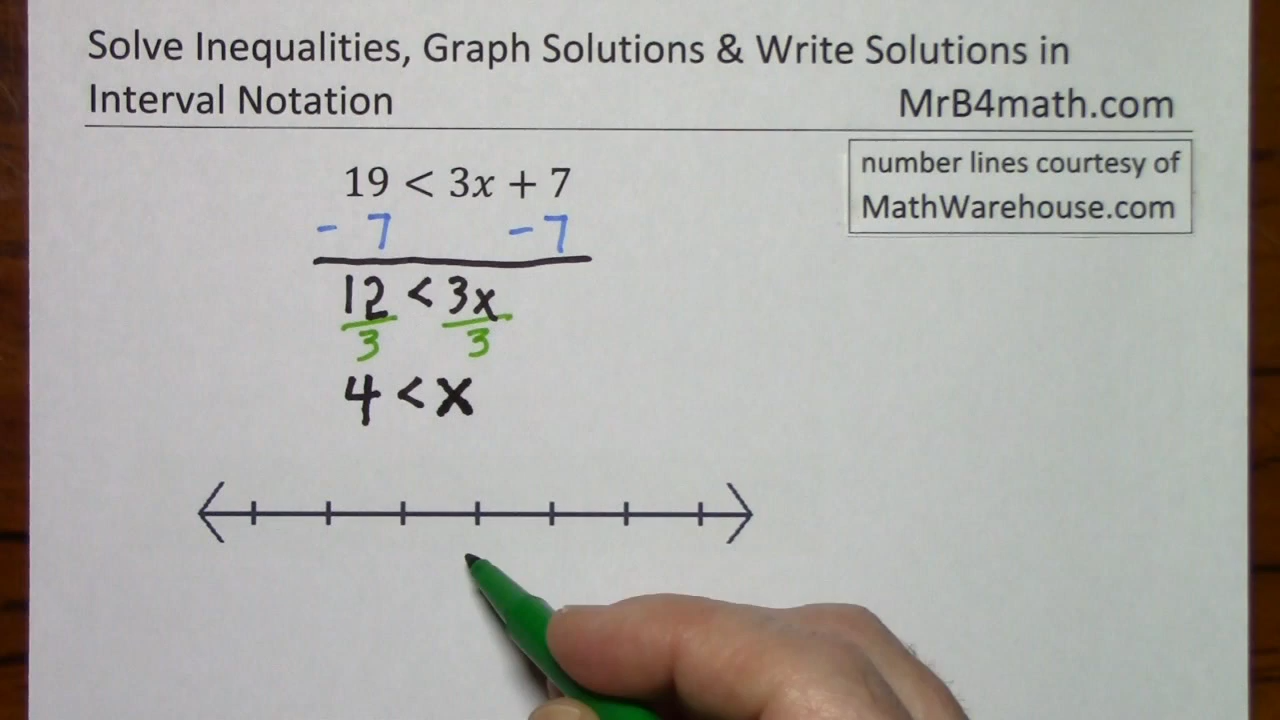 Solve Inequalities, Graph Solutions & Write Solutions in
Interval Notation
MrB4math.com
number lines courtesy of
MathWarehouse.com
19 < 3x + 7
- 7 - 7
12 < 3x
3 3
4 < x